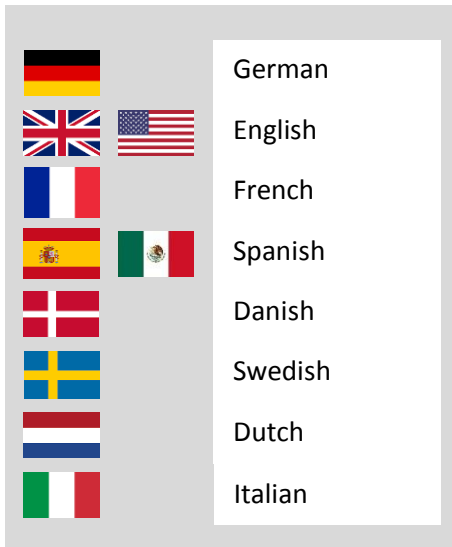 German
English
French
Spanish
Danish
Swedish
Dutch
Italian